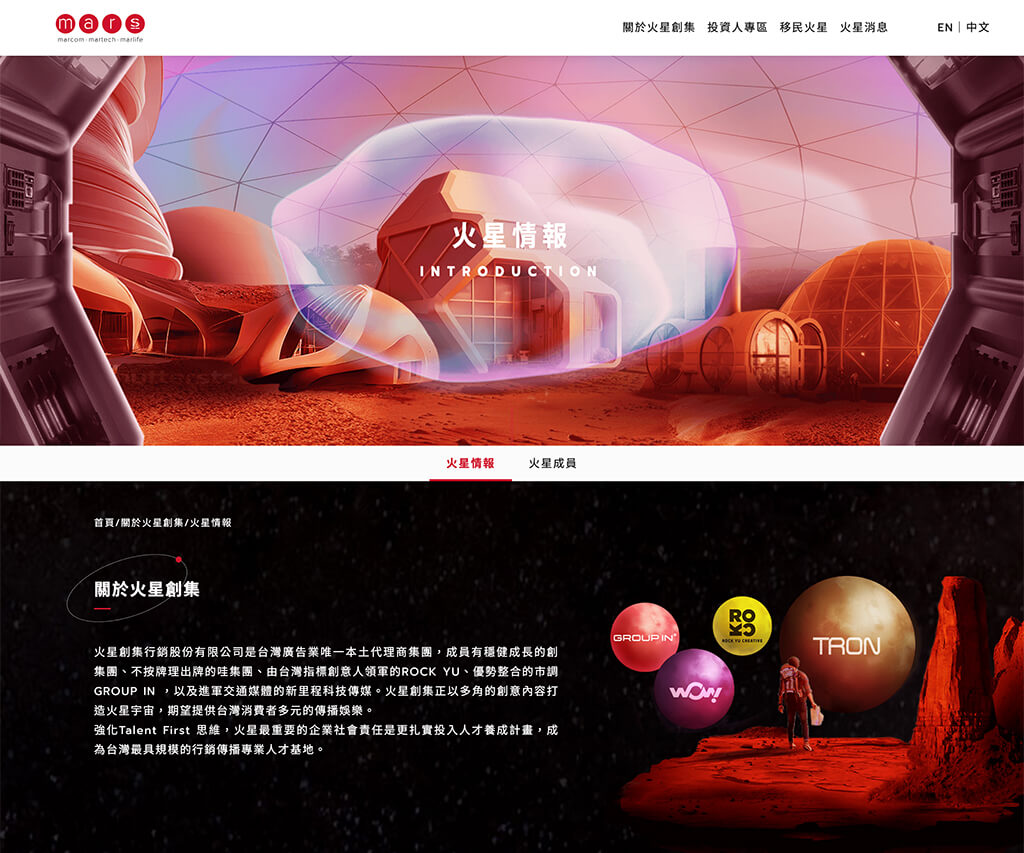 mars
marcom · martech · marlife
關於火星創集 投資人專區 移民火星 火星消息 EN｜中文
火星情報
INTRODUCTION
火星情報 火星成員
首頁/關於火星創集/火星情報
關於火星創集
火星創集行銷股份有限公司是台灣廣告業唯一本土代理商集團，成員有穩健成長的創
集團、不按牌理出牌的哇集團、由台灣指標創意人領軍的ROCK YU、優勢整合的市調
GROUP IN ，以及進軍交通媒體的新里程科技傳媒。火星創集正以多角的創意內容打
造火星宇宙，期望提供台灣消費者多元的傳播娛樂。
強化Talent First 思維，火星最重要的企業社會責任是更扎實投入人才養成計畫，成
為台灣最具規模的行銷傳播專業人才基地。
GROUP IN
ROCK
ROCK YU CREATIVE
WOW!
TRON